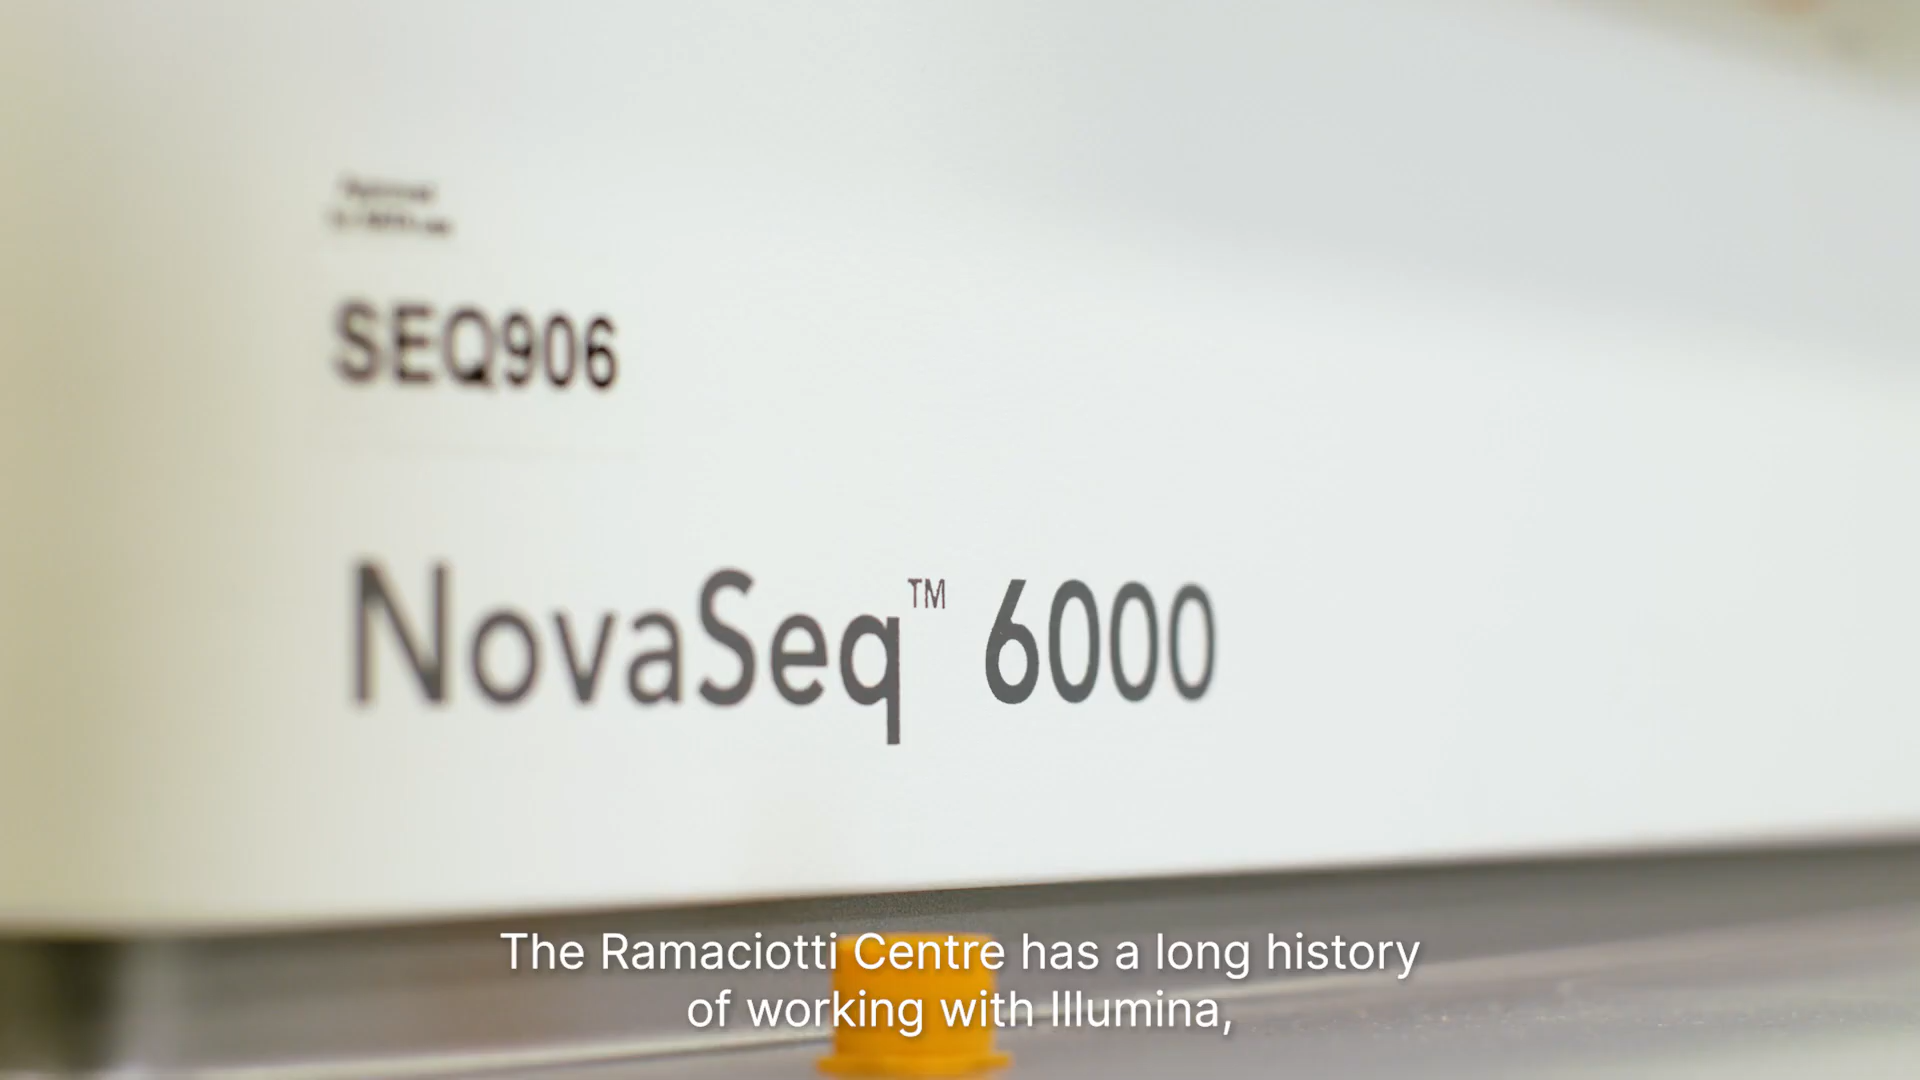 SEQ906
NovaSeq™ 6000
The Ramaciotti Centre has a long history
of working with Illumina,